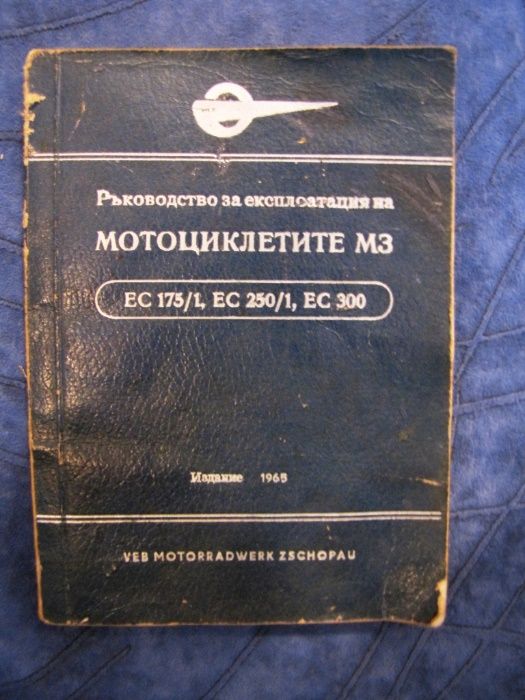 Ръководство за експлоатация на
МОТОЦИКЛЕТИТЕ МЗ
ЕС 175/1, ЕС 250/1, ЕС 300
Издание 1965
VEB MOTORRADWERK ZSCHOPAU